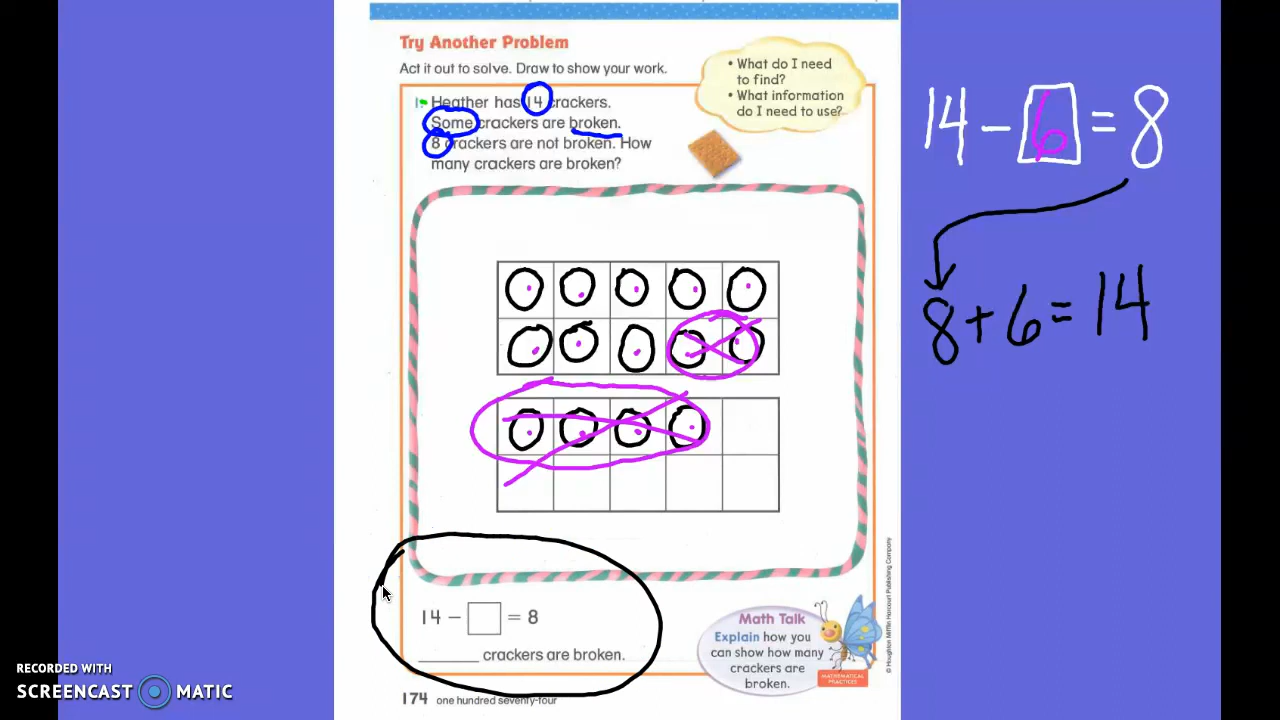 Try Another Problem
Act it out to solve. Draw to show your work.
• What do I need
to find?
• What information
do I need to use?
1. Heather has 14 crackers.
Some crackers are broken.
8 crackers are not broken. How
many crackers are broken?
14 - 6 = 8
8 + 6 = 14
14 − □ = 8
______ crackers are broken.
Math Talk
Explain how you
can show how many
crackers are
broken.
MATHEMATICAL
PRACTICES
© Houghton Mifflin Harcourt Publishing Company
174 one hundred seventy-four
RECORDED WITH
SCREENCAST MATIC